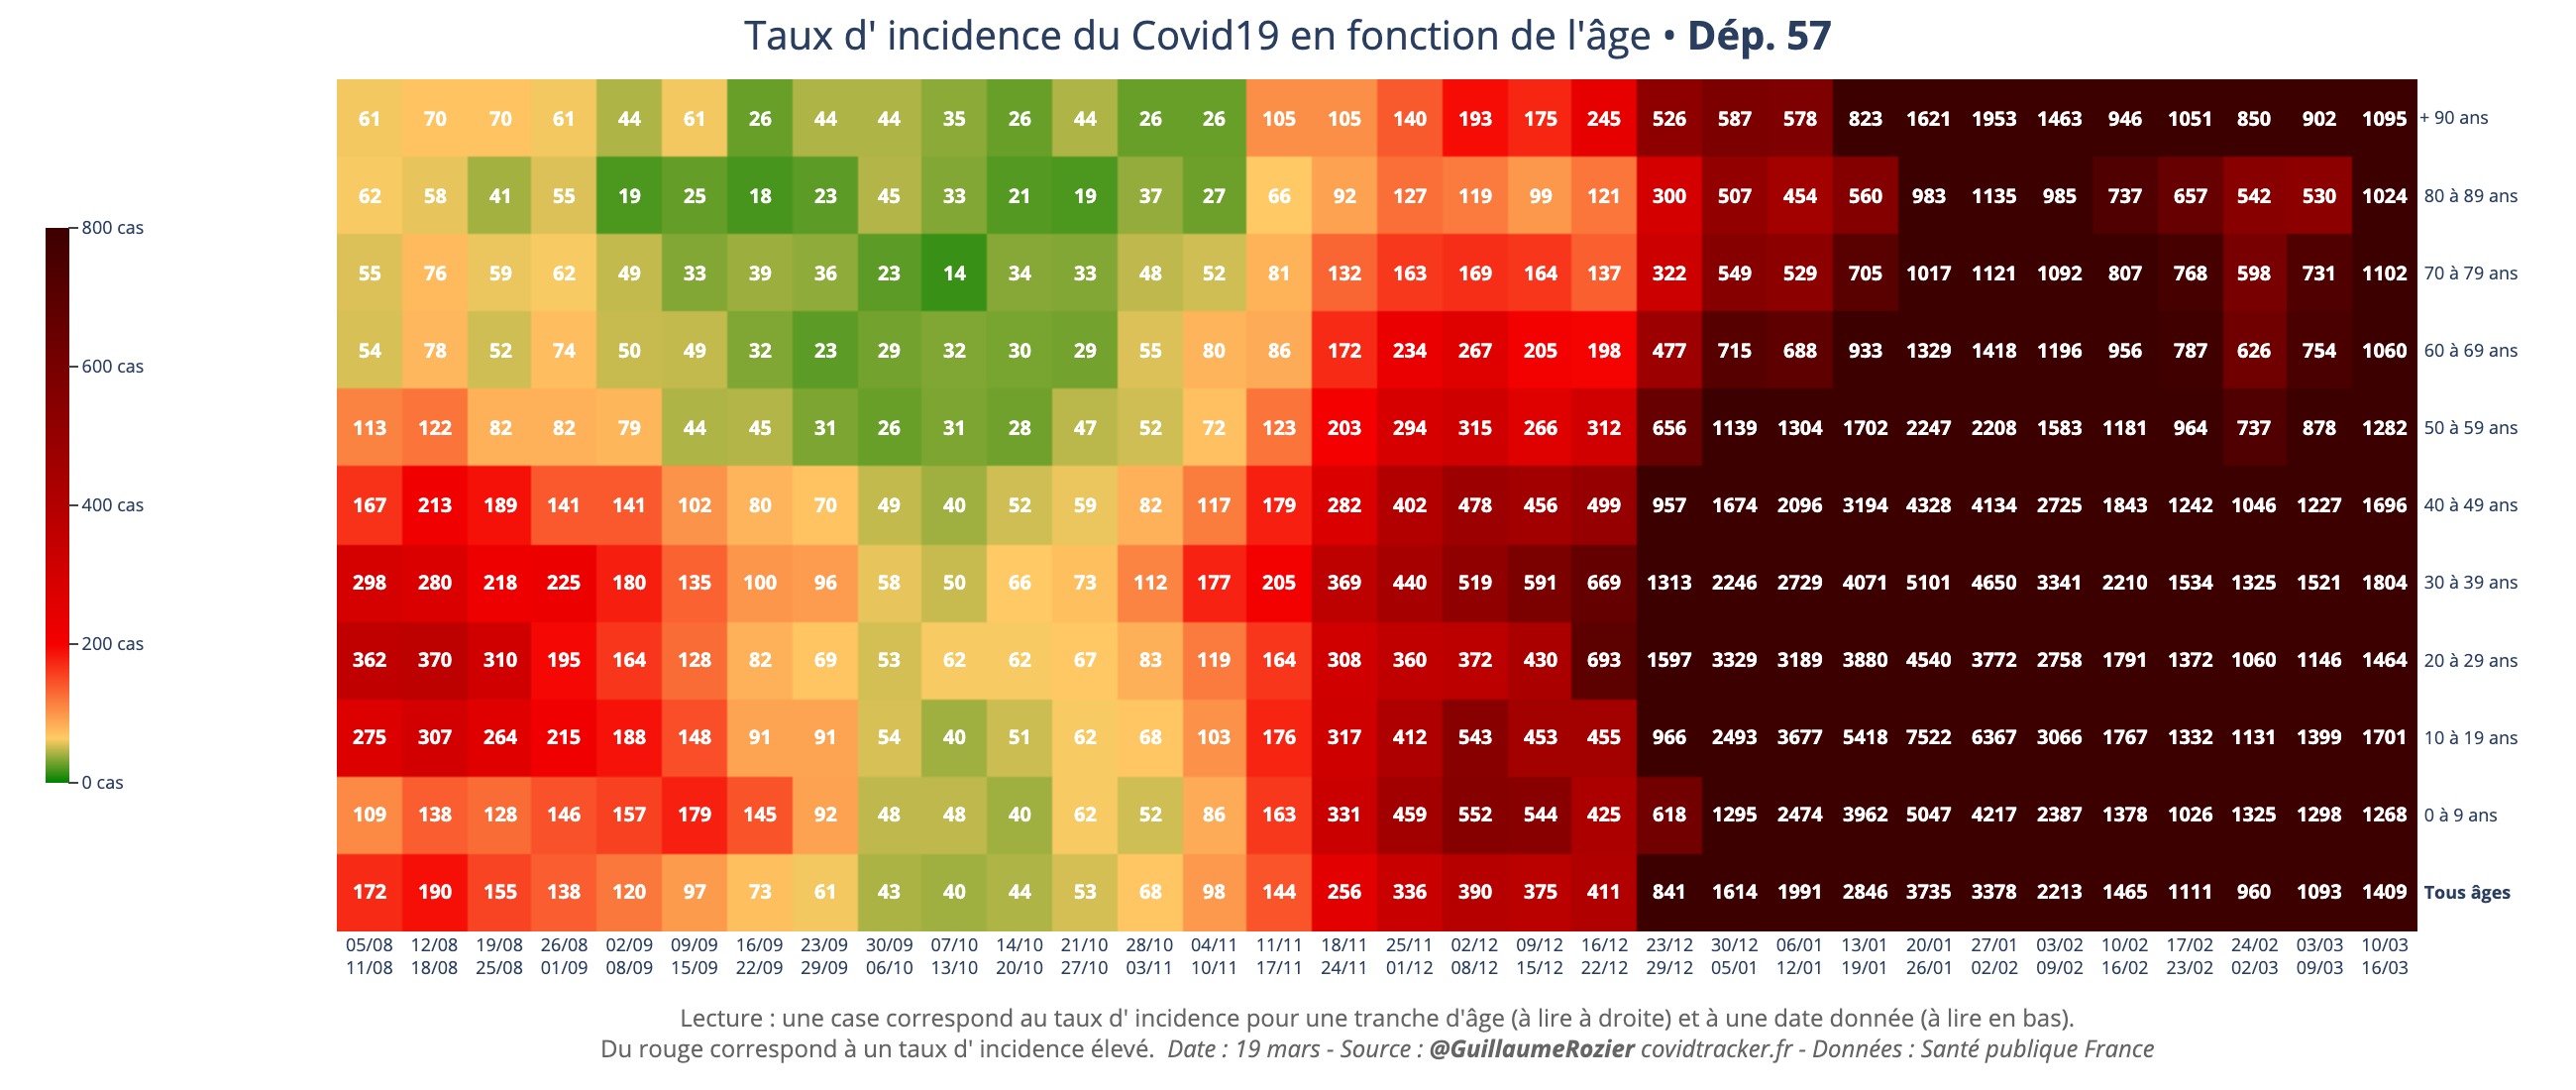 Taux d' incidence du Covid19 en fonction de l'âge • Dép. 57
800 cas
600 cas
400 cas
200 cas
0 cas
61 70 70 61 44 61 26 44 44 35 26 44 26 26 105 105 140 193 175 245 526 587 578 823 1621 1953 1463 946 1051 850 902 1095 + 90 ans
62 58 41 55 19 25 18 23 45 33 21 19 37 27 66 92 127 119 99 121 300 507 454 560 983 1135 985 737 657 542 530 1024 80 à 89 ans
55 76 59 62 49 33 39 36 23 14 34 33 48 52 81 132 163 169 164 137 322 549 529 705 1017 1121 1092 807 768 598 731 1102 70 à 79 ans
54 78 52 74 50 49 32 23 29 32 30 29 55 80 86 172 234 267 205 198 477 715 688 933 1329 1418 1196 956 787 626 754 1060 60 à 69 ans
113 122 82 82 79 44 45 31 26 31 28 47 52 72 123 203 294 315 266 312 656 1139 1304 1702 2247 2208 1583 1181 964 737 878 1282 50 à 59 ans
167 213 189 141 141 102 80 70 49 40 52 59 82 117 179 282 402 478 456 499 957 1674 2096 3194 4328 4134 2725 1843 1242 1046 1227 1696 40 à 49 ans
298 280 218 225 180 135 100 96 58 50 66 73 112 177 205 369 440 519 591 669 1313 2246 2729 4071 5101 4650 3341 2210 1534 1325 1521 1804 30 à 39 ans
362 370 310 195 164 128 82 69 53 62 62 67 83 119 164 308 360 372 430 693 1597 3329 3189 3880 4540 3772 2758 1791 1372 1060 1146 1464 20 à 29 ans
275 307 264 215 188 148 91 91 54 40 51 62 68 103 176 317 412 543 453 455 966 2493 3677 5418 7522 6367 3066 1767 1332 1131 1399 1701 10 à 19 ans
109 138 128 146 157 179 145 92 48 48 40 62 52 86 163 331 459 552 544 425 618 1295 2474 3962 5047 4217 2387 1378 1026 1325 1298 1268 0 à 9 ans
172 190 155 138 120 97 73 61 43 40 44 53 68 98 144 256 336 390 375 411 841 1614 1991 2846 3735 3378 2213 1465 1111 960 1093 1409 Tous âges
05/08 12/08 19/08 26/08 02/09 09/09 16/09 23/09 30/09 07/10 14/10 21/10 28/10 04/11 11/11 18/11 25/11 02/12 09/12 16/12 23/12 30/12 06/01 13/01 20/01 27/01 03/02 10/02 17/02 24/02 03/03 10/03
11/08 18/08 25/08 01/09 08/09 15/09 22/09 29/09 06/10 13/10 20/10 27/10 03/11 10/11 17/11 24/11 01/12 08/12 15/12 22/12 29/12 05/01 12/01 19/01 26/01 02/02 09/02 16/02 23/02 02/03 09/03 16/03
Lecture : une case correspond au taux d' incidence pour une tranche d'âge (à lire à droite) et à une date donnée (à lire en bas).
Du rouge correspond à un taux d' incidence élevé. Date : 19 mars - Source : @GuillaumeRozier covidtracker.fr - Données : Santé publique France